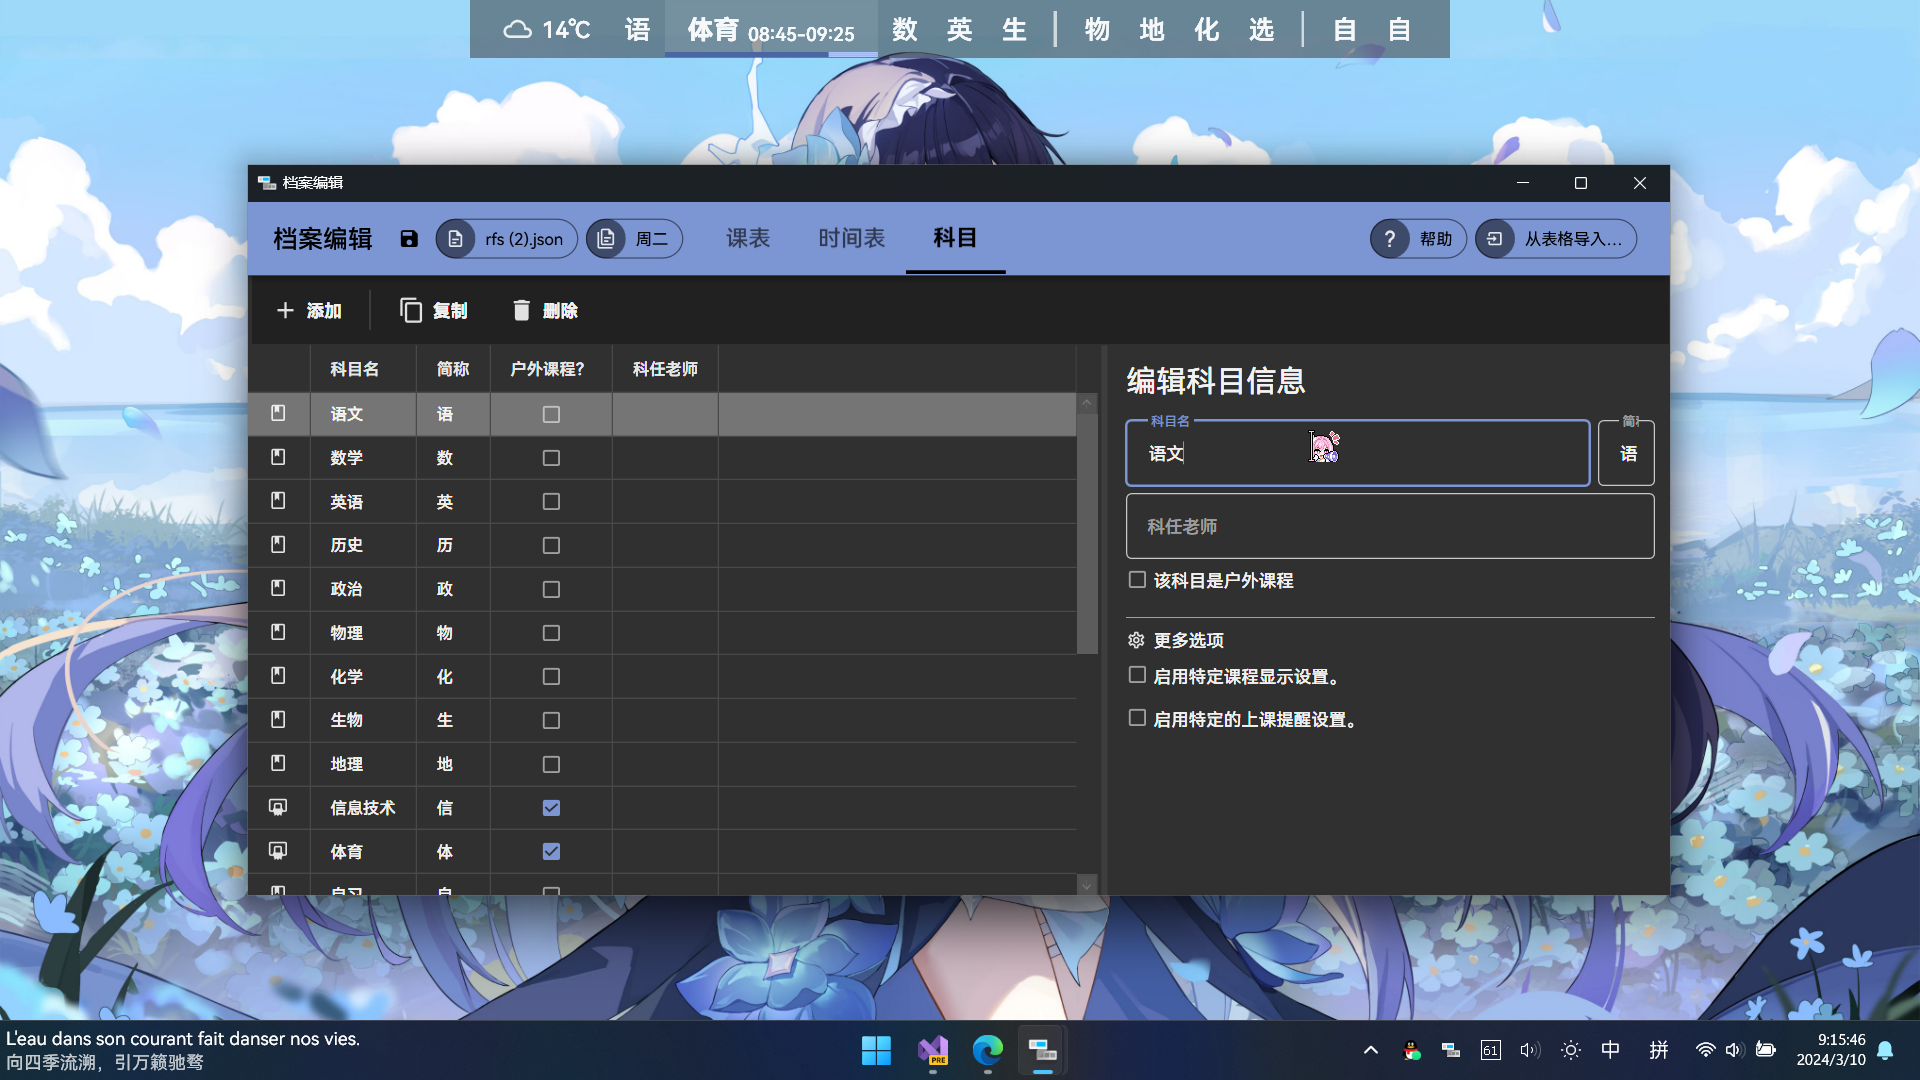 14℃ 语 体育 08:45-09:25 数 英 生 | 物 地 化 选 | 自 自
档案编辑
档案编辑 rfs (2).json 周二 课表 时间表 科目 ? 帮助 从表格导入...
添加 复制 删除
科目名 简称 户外课程? 科任老师
语文 语
数学 数
英语 英
历史 历
政治 政
物理 物
化学 化
生物 生
地理 地
信息技术 信
体育 体
自习 自
编辑科目信息
科目名
语文
语
科任老师
该科目是户外课程
更多选项
启用特定课程显示设置。
启用特定的上课提醒设置。
L'eau dans son courant fait danser nos vies.
向四季流溯，引万籁驰骛
PRE
61
中
拼
9:15:46
2024/3/10